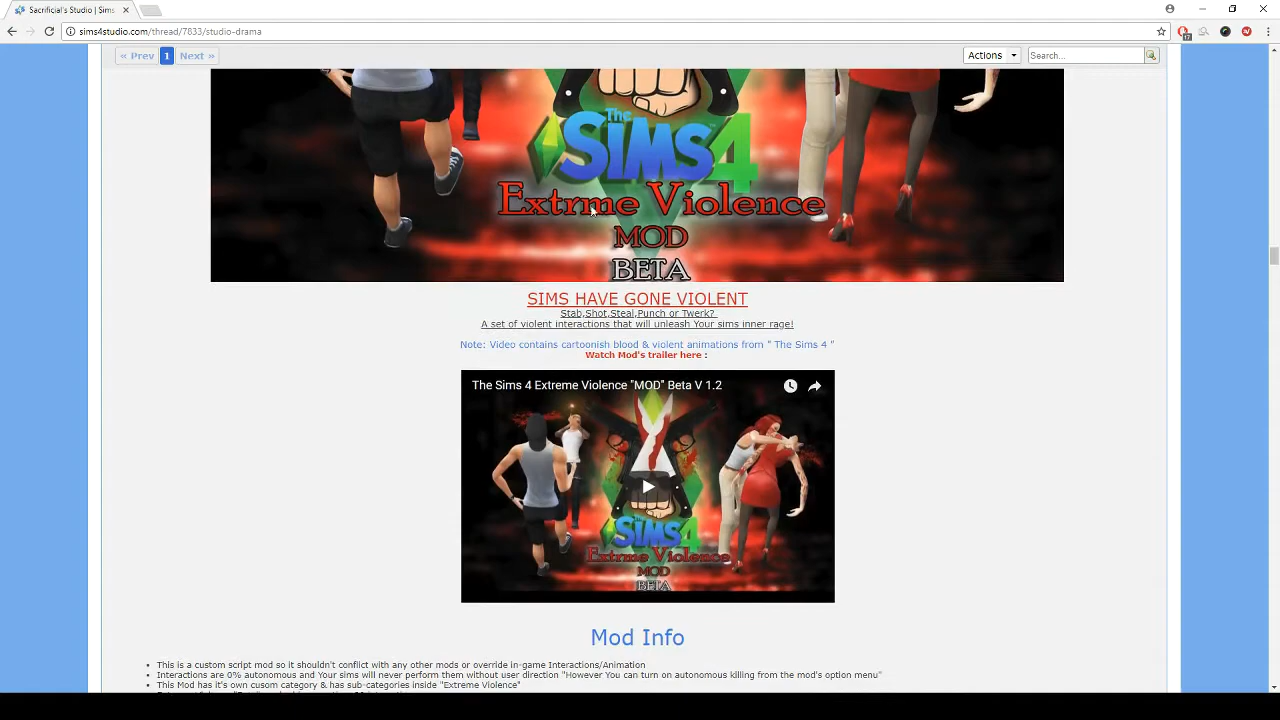 Sacrificial's Studio | Sims
sims4studio.com/thread/7833/studio-drama
17
« Prev 1 Next »
Actions
Search...
The
SIMS 4
Extrme Violence
MOD
BETA
SIMS HAVE GONE VIOLENT
Stab,Shot,Steal,Punch or Twerk?
A set of violent interactions that will unleash Your sims inner rage!
Note: Video contains cartoonish blood & violent animations from " The Sims 4 "
Watch Mod's trailer here :
The Sims 4 Extreme Violence "MOD" Beta V 1.2
The
SIMS 4
Extrme Violence
MOD
BETA
Mod Info
This is a custom script mod so it shouldn't conflict with any other mods or override in-game Interactions/Animation
Interactions are 0% autonomous and Your sims will never perform them without user direction "However You can turn on autonomous killing from the mod's option menu"
This Mod has it's own cusom category & has sub-categories inside "Extreme Violence"